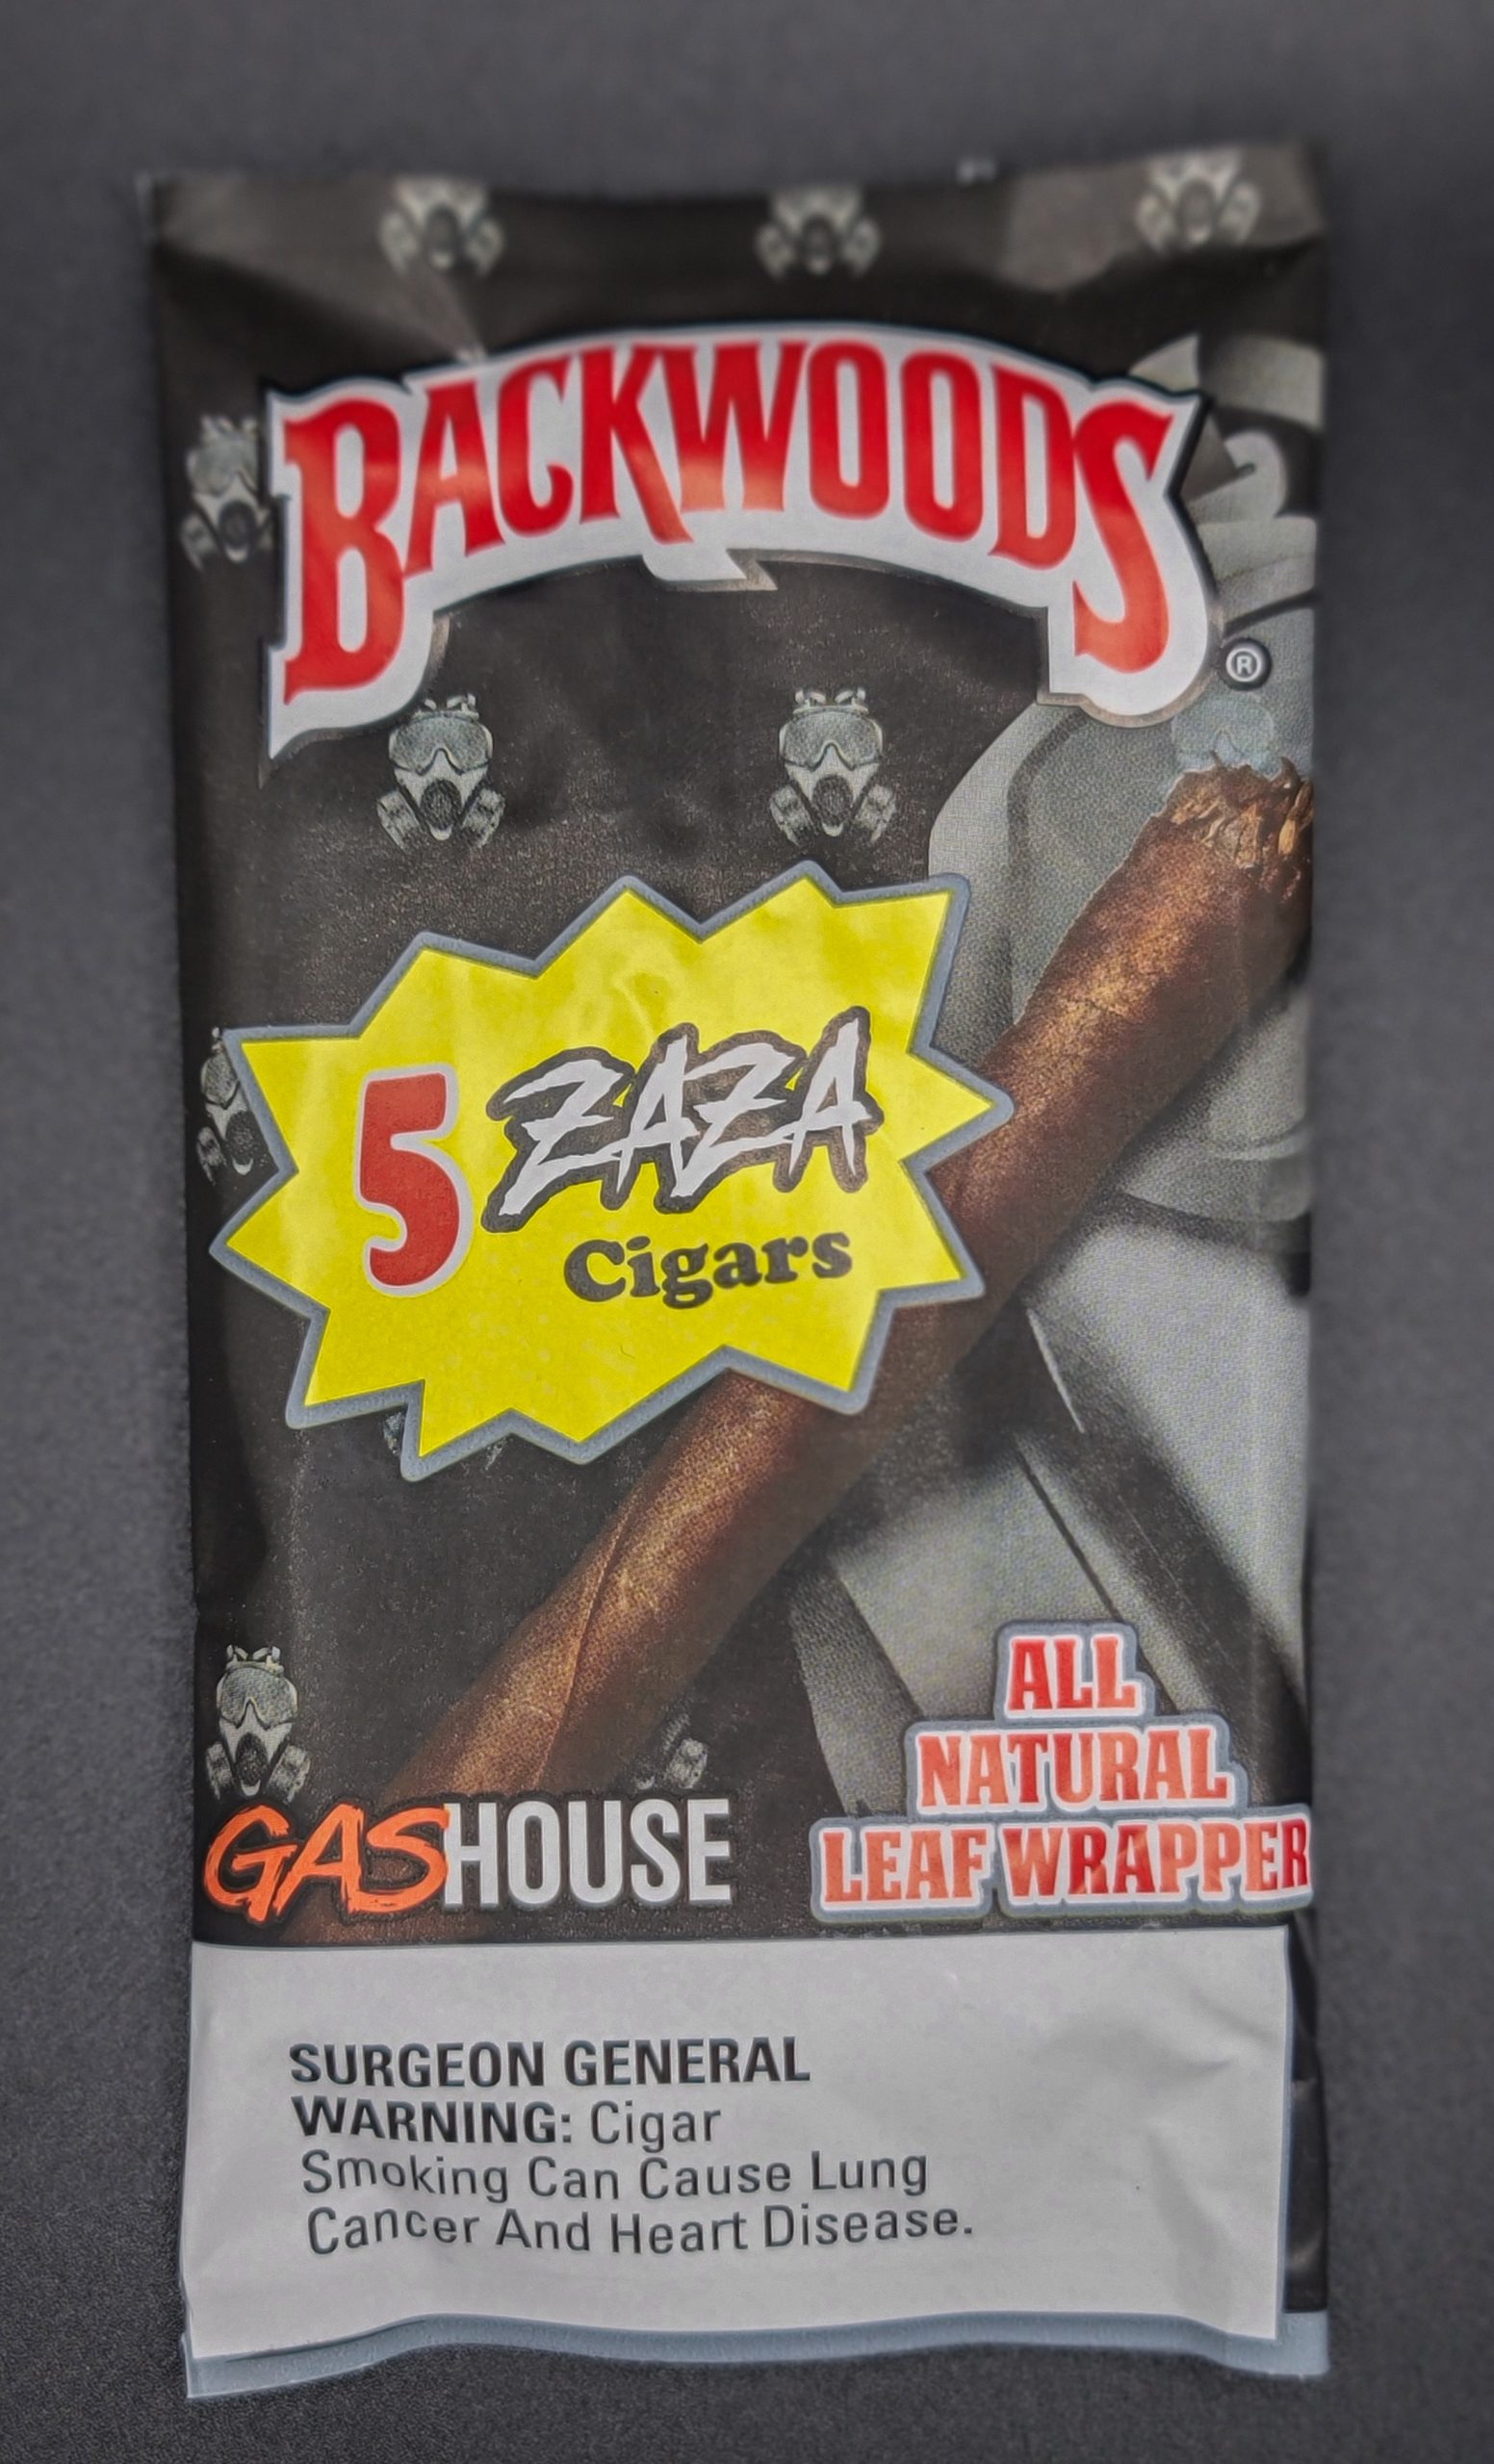 BACKWOODS
®
5 ZAZA
Cigars
ALL
NATURAL
LEAF WRAPPER
GASHOUSE
SURGEON GENERAL
WARNING: Cigar
Smoking Can Cause Lung
Cancer And Heart Disease.